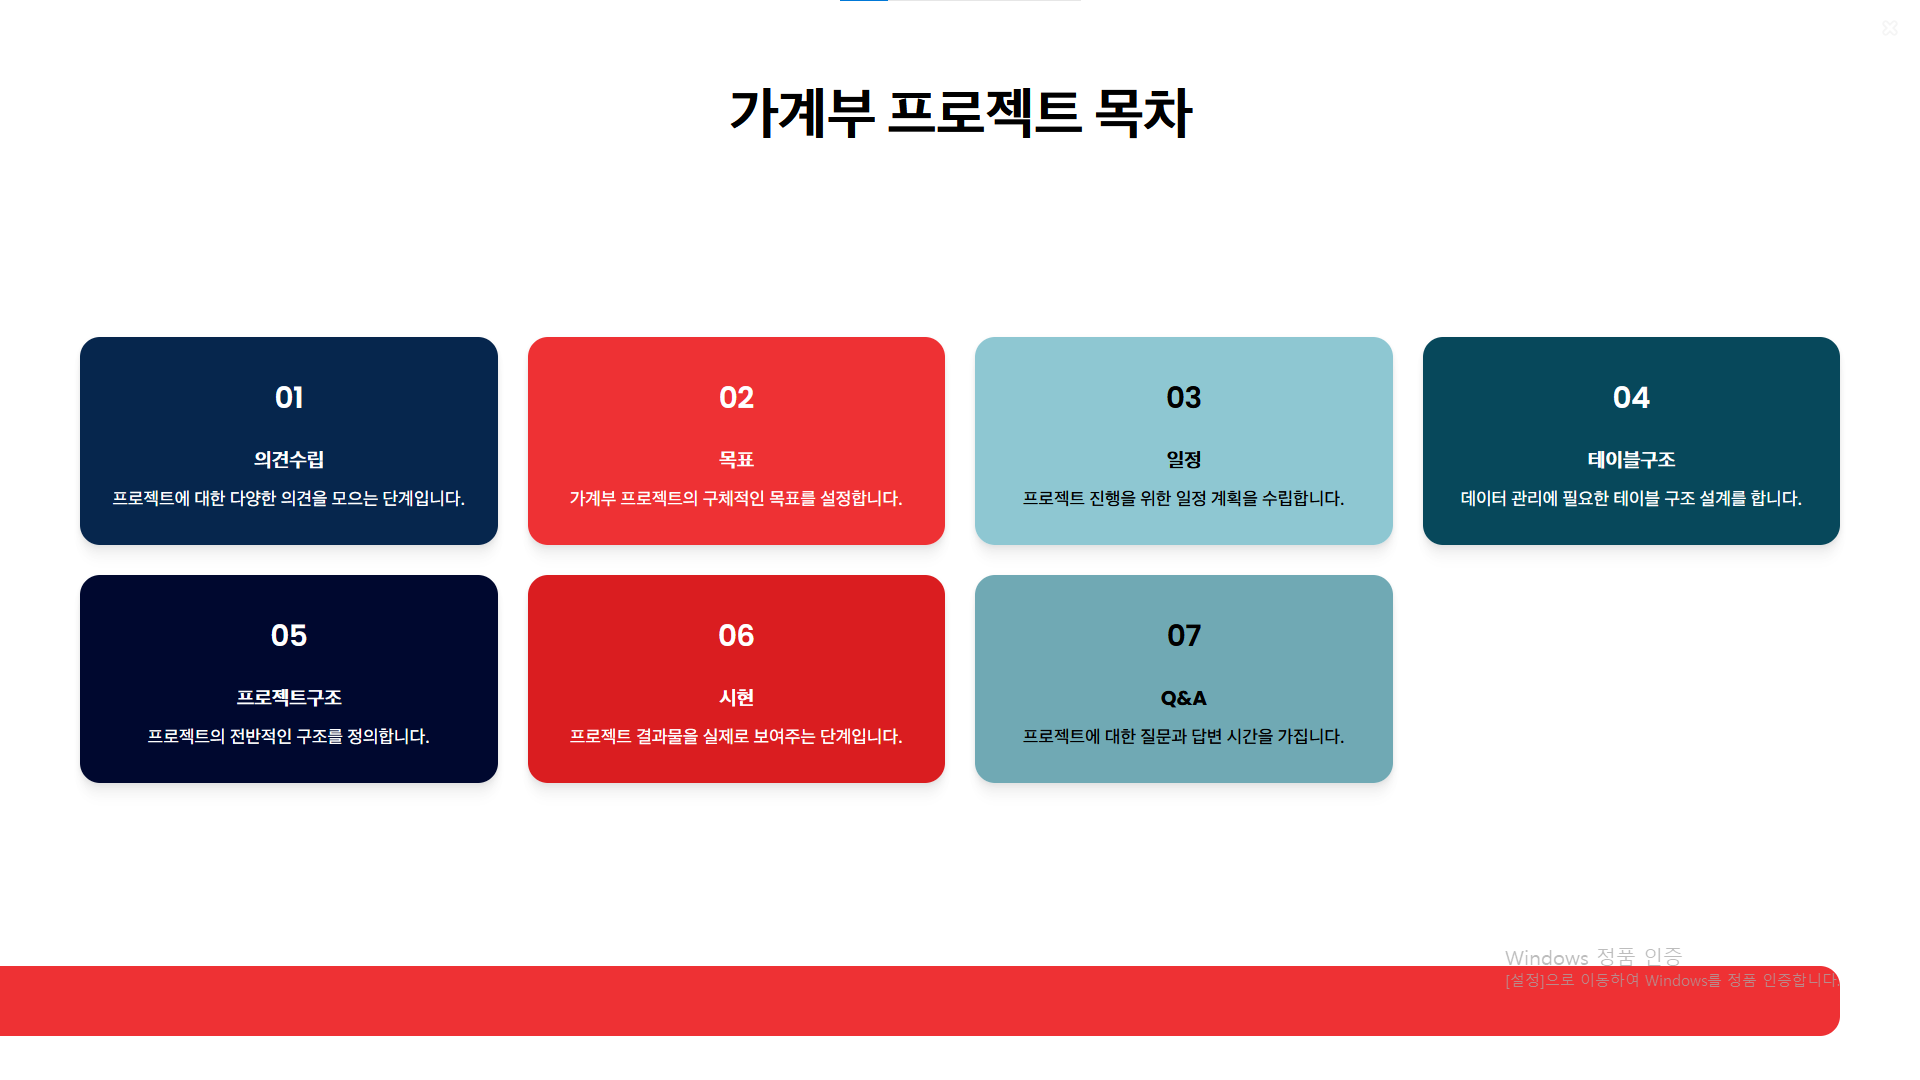 가계부 프로젝트 목차
01
의견수립
프로젝트에 대한 다양한 의견을 모으는 단계입니다.
02
목표
가계부 프로젝트의 구체적인 목표를 설정합니다.
03
일정
프로젝트 진행을 위한 일정 계획을 수립합니다.
04
테이블구조
데이터 관리에 필요한 테이블 구조 설계를 합니다.
05
프로젝트구조
프로젝트의 전반적인 구조를 정의합니다.
06
시현
프로젝트 결과물을 실제로 보여주는 단계입니다.
07
Q&A
프로젝트에 대한 질문과 답변 시간을 가집니다.
Windows 정품 인증
[설정]으로 이동하여 Windows를 정품 인증합니다.